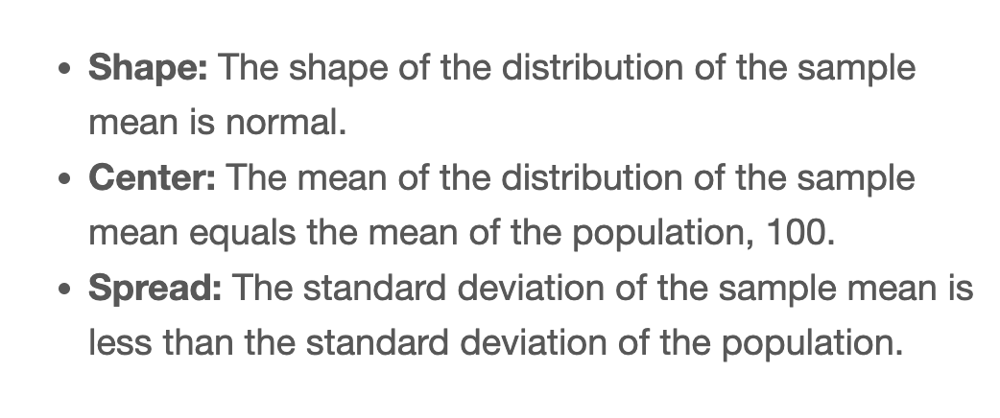 • Shape: The shape of the distribution of the sample
mean is normal.
• Center: The mean of the distribution of the sample
mean equals the mean of the population, 100.
• Spread: The standard deviation of the sample mean is
less than the standard deviation of the population.